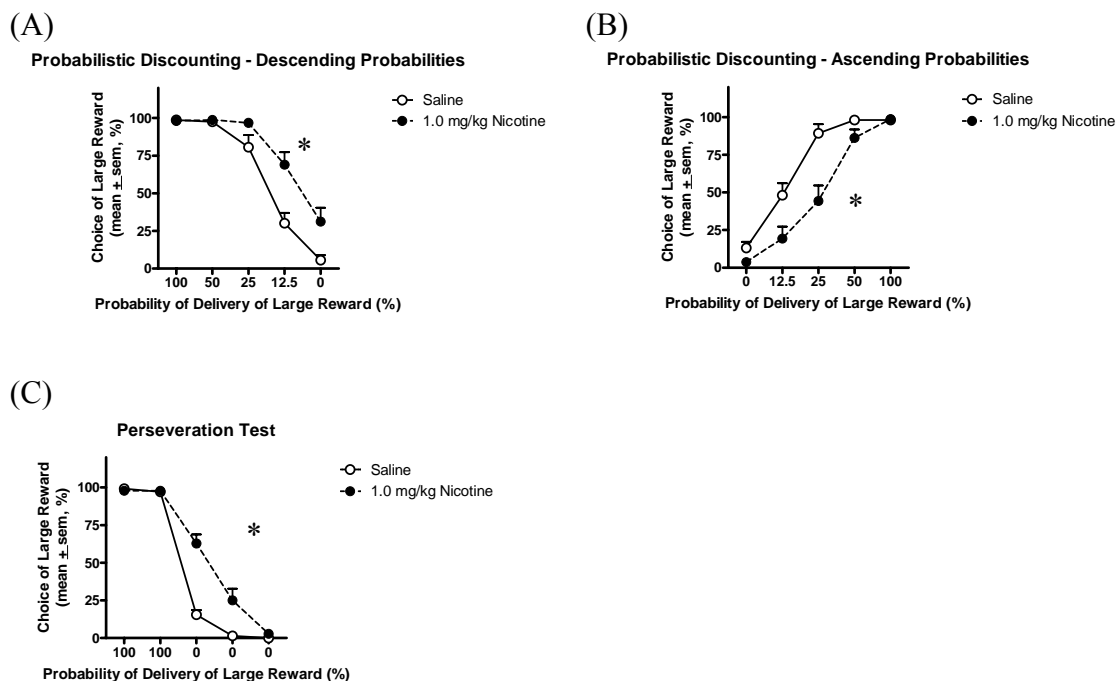 (A)
Probabilistic Discounting - Descending Probabilities
Saline
1.0 mg/kg Nicotine
Choice of Large Reward
(mean ± sem, %)
100
75
50
25
0
*
100 50 25 12.5 0
Probability of Delivery of Large Reward (%)
(B)
Probabilistic Discounting - Ascending Probabilities
Saline
1.0 mg/kg Nicotine
Choice of Large Reward
(mean ± sem, %)
100
75
50
25
0
*
0 12.5 25 50 100
Probability of Delivery of Large Reward (%)
(C)
Perseveration Test
Saline
1.0 mg/kg Nicotine
Choice of Large Reward
(mean ± sem, %)
100
75
50
25
0
*
100 100 0 0 0
Probability of Delivery of Large Reward (%)